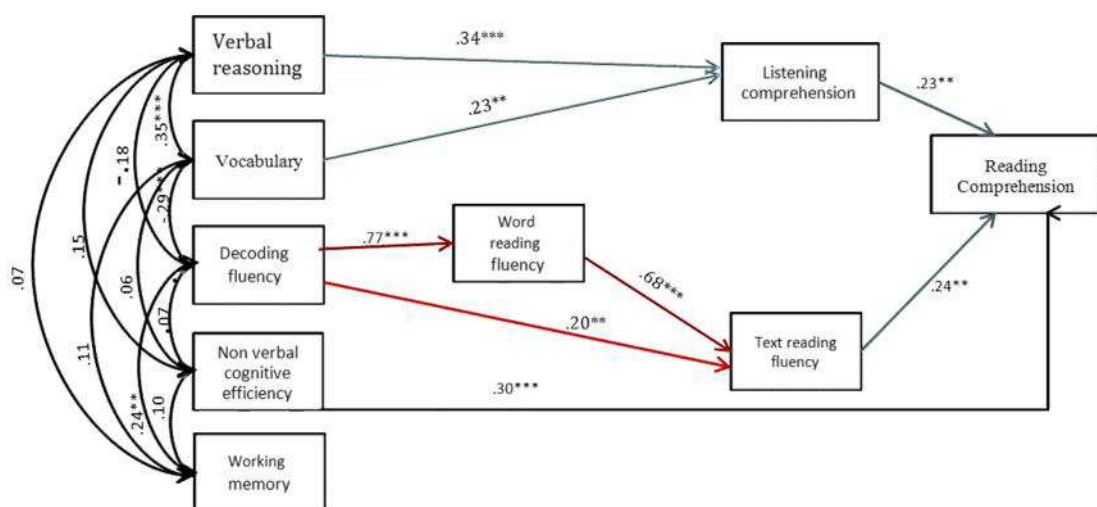 Verbal
reasoning
Vocabulary
Decoding
fluency
Non verbal
cognitive
efficiency
Working
memory
Word
reading
fluency
Listening
comprehension
Text reading
fluency
Reading
Comprehension
.34***
.23**
.23**
.77***
.68***
.20**
.24**
.30***
.35***
-.18
-.29***
.15
.06
.07
.07
.11
.24**
.10